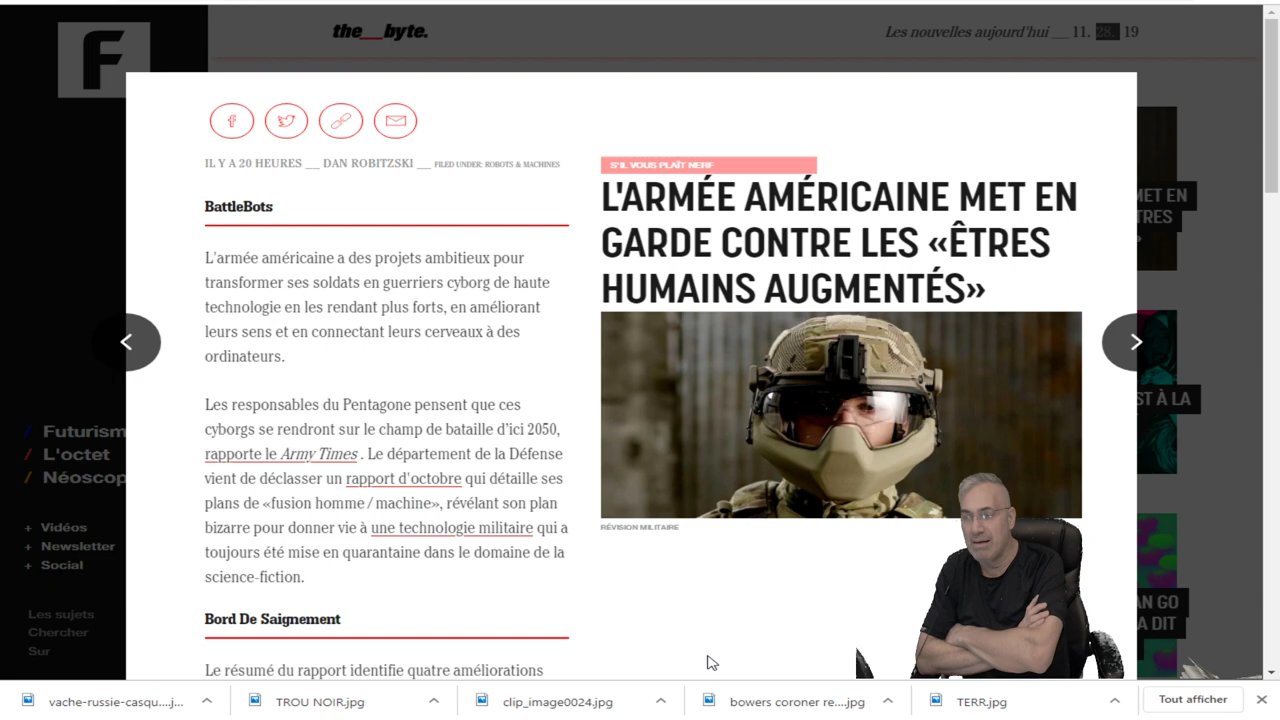 F
the__byte.
Les nouvelles aujourd'hui __ 11. 28. 19
IL Y A 20 HEURES __ DAN ROBITZSKI __ FILED UNDER: ROBOTS & MACHINES
BattleBots
L'armée américaine a des projets ambitieux pour
transformer ses soldats en guerriers cyborg de haute
technologie en les rendant plus forts, en améliorant
leurs sens et en connectant leurs cerveaux à des
ordinateurs.
Les responsables du Pentagone pensent que ces
cyborgs se rendront sur le champ de bataille d'ici 2050,
rapporte le Army Times . Le département de la Défense
vient de déclasser un rapport d'octobre qui détaille ses
plans de «fusion homme / machine», révélant son plan
bizarre pour donner vie à une technologie militaire qui a
toujours été mise en quarantaine dans le domaine de la
science-fiction.
Bord De Saignement
Le résumé du rapport identifie quatre améliorations
S'IL VOUS PLAÎT NERF
L'ARMÉE AMÉRICAINE MET EN
GARDE CONTRE LES «ÊTRES
HUMAINS AUGMENTÉS»
RÉVISION MILITAIRE
/ Futurism
/ L'octet
/ Néoscop
+ Vidéos
+ Newsletter
+ Social
Les sujets
Chercher
Sur
MET EN
TRES
»
ST À LA
AN GO
A DIT
vache-russie-casqu....j...
TROU NOIR.jpg
clip_image0024.jpg
bowers coroner re....jpg
TERR.jpg
Tout afficher